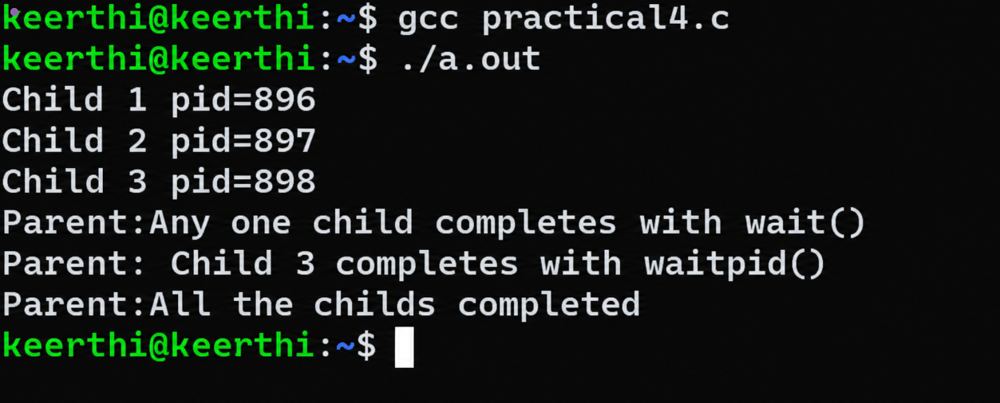 keerthi@keerthi:~$ gcc practical4.c
keerthi@keerthi:~$ ./a.out
Child 1 pid=896
Child 2 pid=897
Child 3 pid=898
Parent:Any one child completes with wait()
Parent: Child 3 completes with waitpid()
Parent:All the childs completed
keerthi@keerthi:~$